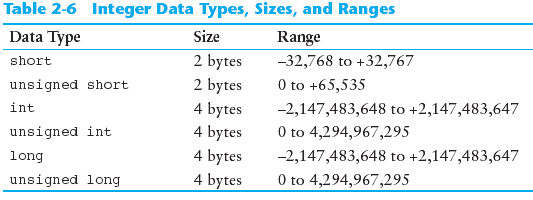 Table 2-6 Integer Data Types, Sizes, and Ranges
Data Type Size Range
short 2 bytes –32,768 to +32,767
unsigned short 2 bytes 0 to +65,535
int 4 bytes –2,147,483,648 to +2,147,483,647
unsigned int 4 bytes 0 to 4,294,967,295
long 4 bytes –2,147,483,648 to +2,147,483,647
unsigned long 4 bytes 0 to 4,294,967,295